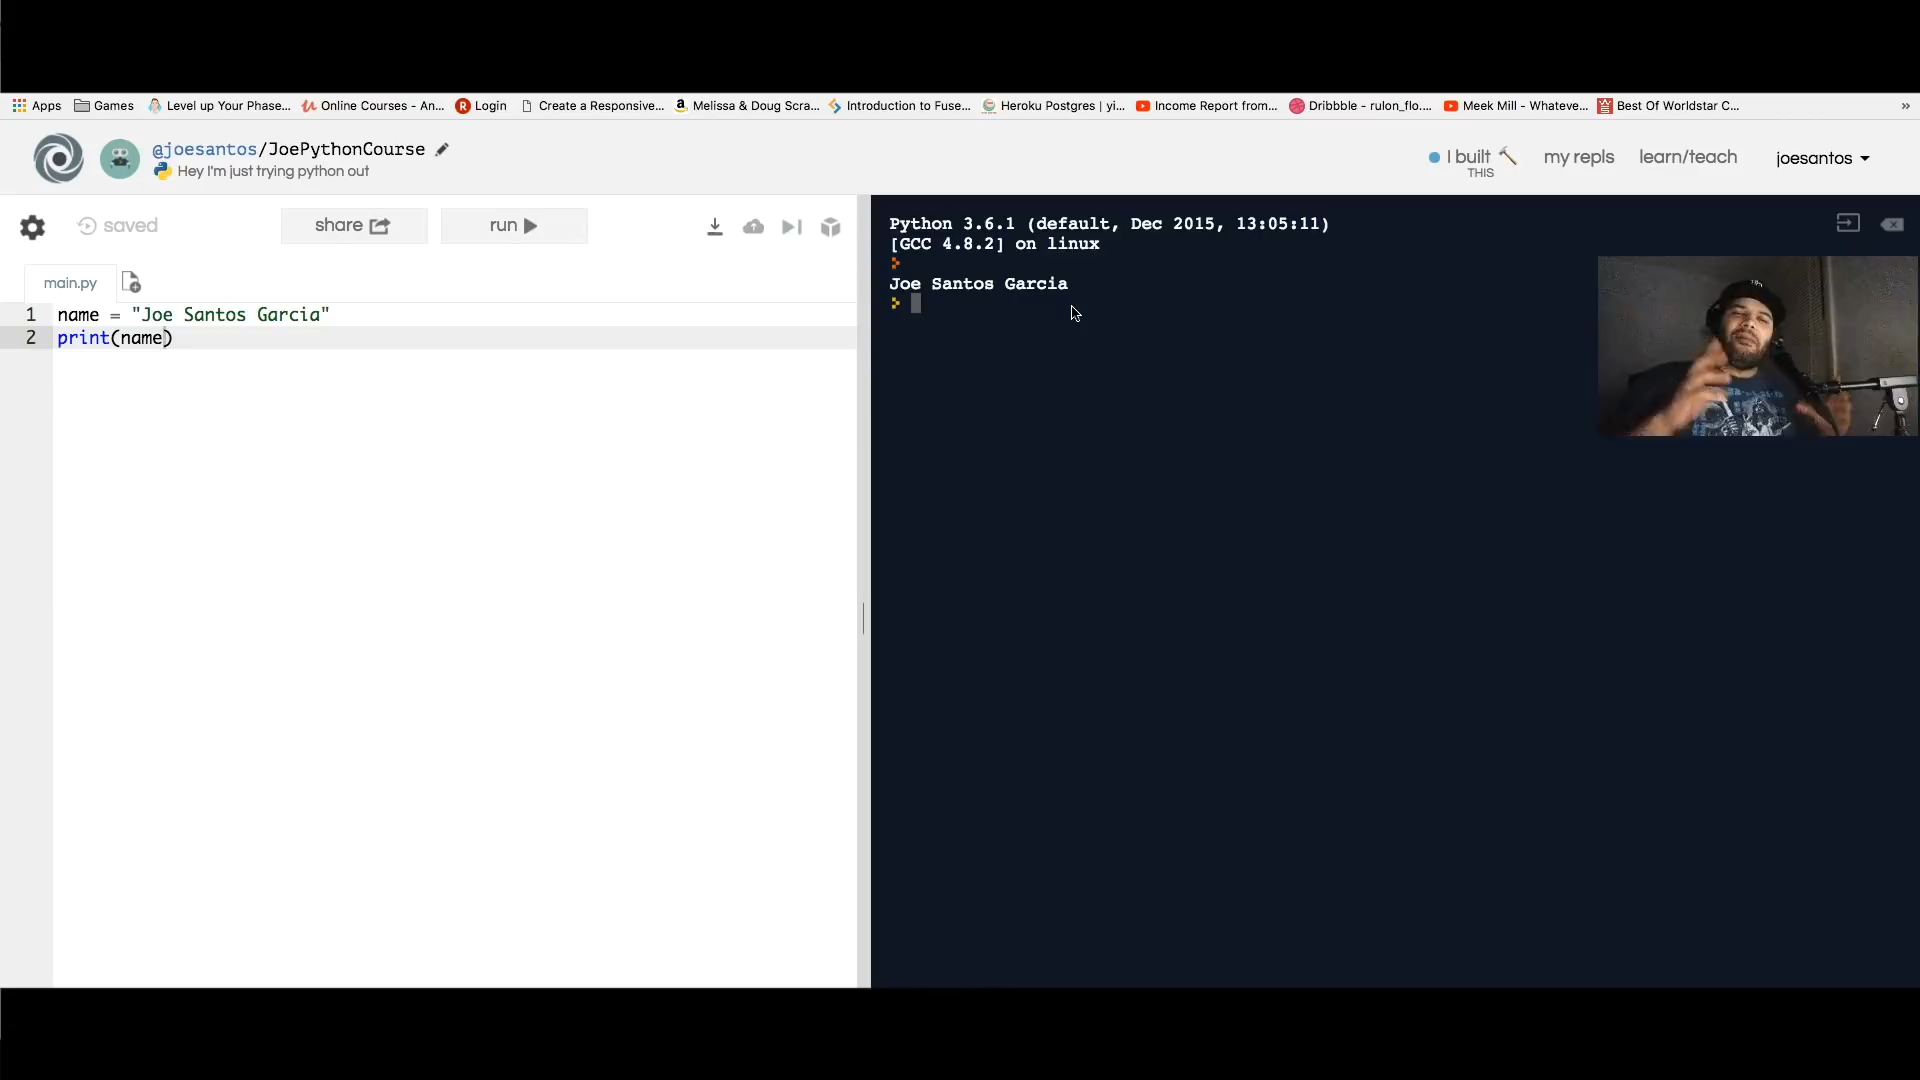 Apps Games Level up Your Phase... Online Courses - An... Login Create a Responsive... Melissa & Doug Scra... Introduction to Fuse... Heroku Postgres | yi... Income Report from... Dribbble - rulon_flo.... Meek Mill - Whateve... Best Of Worldstar C... »
@joesantos/JoePythonCourse
Hey I'm just trying python out
I built THIS
my repls
learn/teach
joesantos
saved
share
run
main.py
1 name = "Joe Santos Garcia"
2 print(name)
Python 3.6.1 (default, Dec 2015, 13:05:11)
[GCC 4.8.2] on linux
Joe Santos Garcia